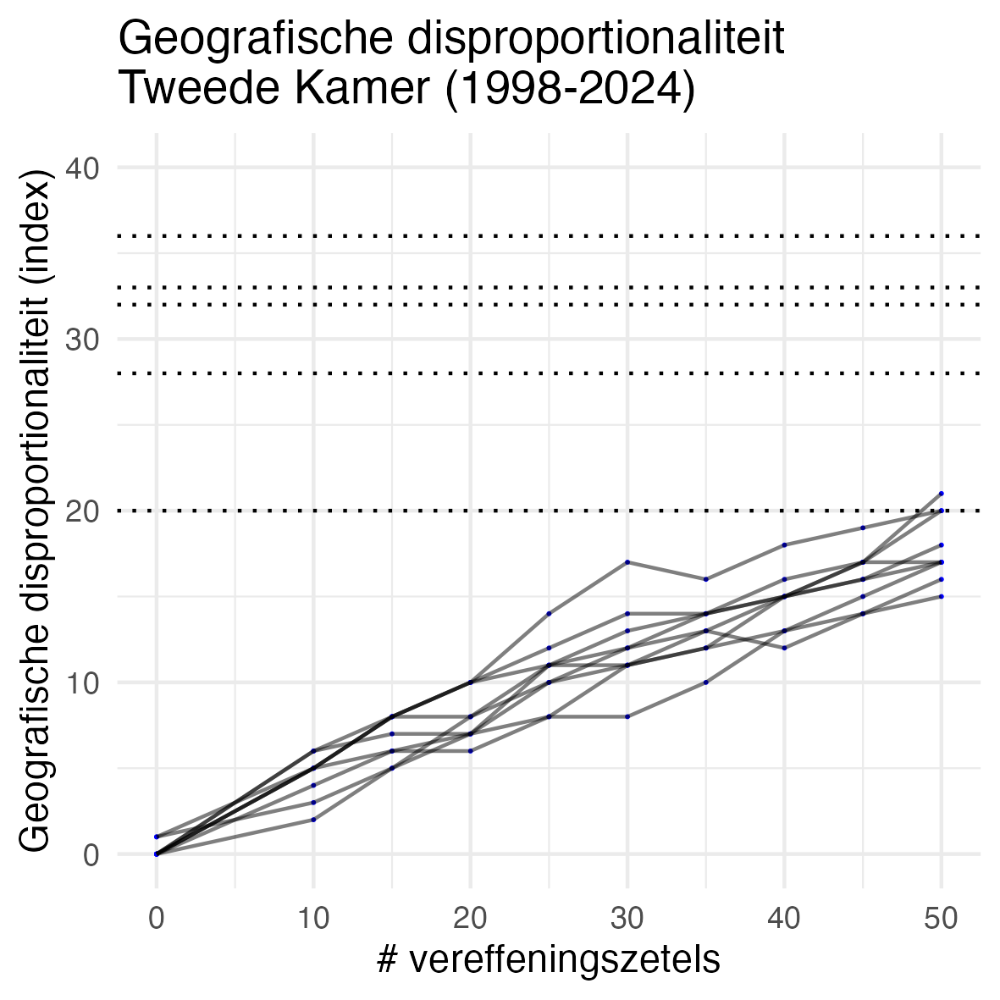 Geografische disproportionaliteit
Tweede Kamer (1998-2024)
Geografische disproportionaliteit (index)
40
30
20
10
0
0 10 20 30 40 50
# vereffeningszetels